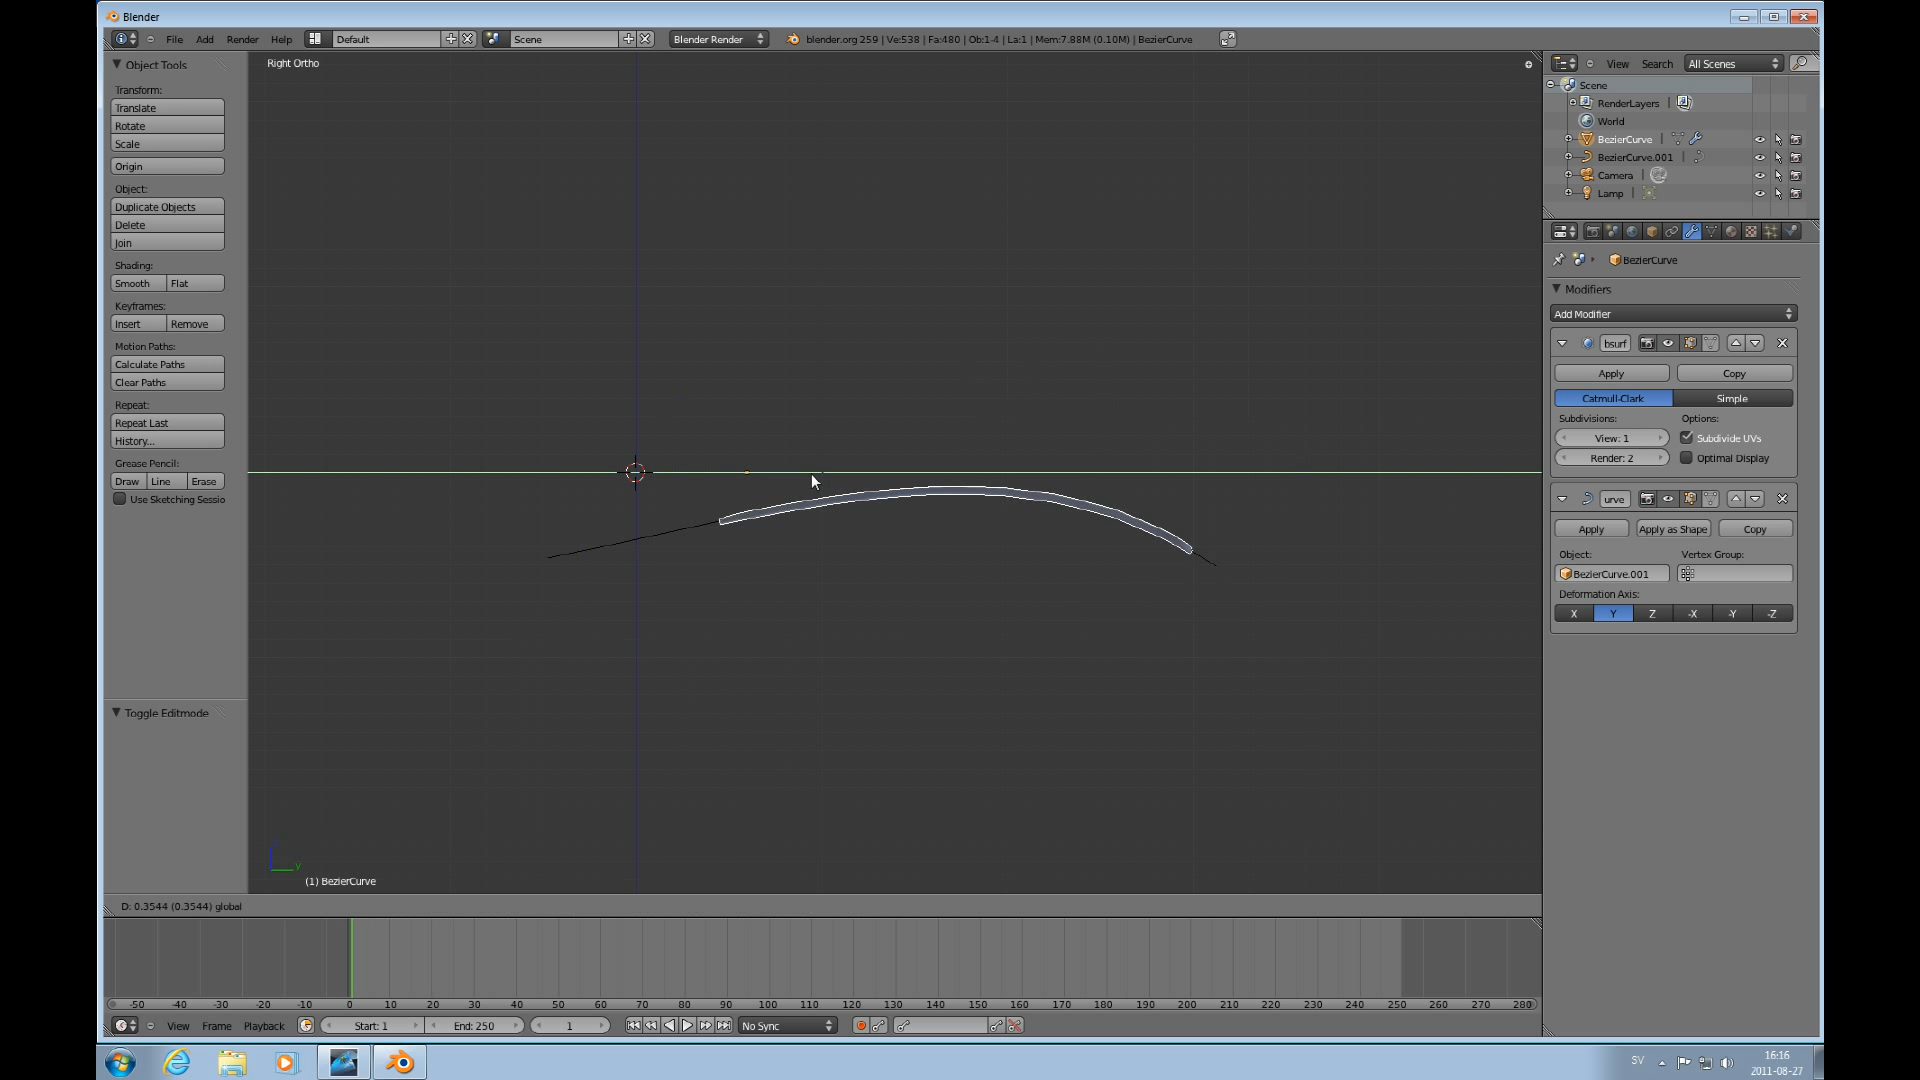 Blender
File Add Render Help Default Scene Blender Render blender.org 259 | Ve:538 | Fa:480 | Ob:1-4 | La:1 | Mem:7.88M (0.10M) | BezierCurve
Object Tools
Transform:
Translate
Rotate
Scale
Origin
Object:
Duplicate Objects
Delete
Join
Shading:
Smooth Flat
Keyframes:
Insert Remove
Motion Paths:
Calculate Paths
Clear Paths
Repeat:
Repeat Last
History...
Grease Pencil:
Draw Line Erase
Use Sketching Sessio
Toggle Editmode
Right Ortho
y
(1) BezierCurve
D: 0.3544 (0.3544) global
View Search All Scenes
Scene
RenderLayers |
World
BezierCurve |
BezierCurve.001 |
Camera |
Lamp |
BezierCurve
Modifiers
Add Modifier
bsurf
Apply Copy
Catmull-Clark Simple
Subdivisions: Options:
View: 1 Subdivide UVs
Render: 2 Optimal Display
urve
Apply Apply as Shape Copy
Object: Vertex Group:
BezierCurve.001
Deformation Axis:
X Y Z -X -Y -Z
-50 -40 -30 -20 -10 0 10 20 30 40 50 60 70 80 90 100 110 120 130 140 150 160 170 180 190 200 210 220 230 240 250 260 270 280
View Frame Playback Start: 1 End: 250 1 No Sync
SV 16:16
2011-08-27